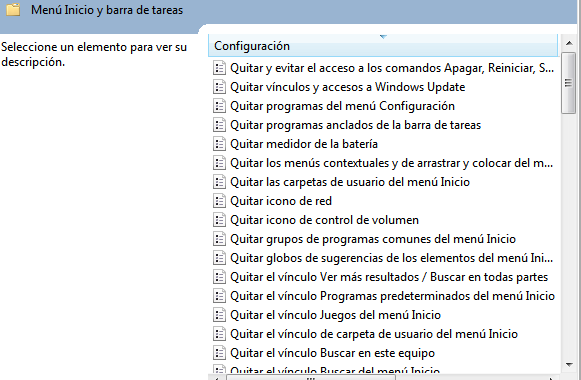 Menú Inicio y barra de tareas
Seleccione un elemento para ver su
descripción.
Configuración
Quitar y evitar el acceso a los comandos Apagar, Reiniciar, S...
Quitar vínculos y accesos a Windows Update
Quitar programas del menú Configuración
Quitar programas anclados de la barra de tareas
Quitar medidor de la batería
Quitar los menús contextuales y de arrastrar y colocar del m...
Quitar las carpetas de usuario del menú Inicio
Quitar icono de red
Quitar icono de control de volumen
Quitar grupos de programas comunes del menú Inicio
Quitar globos de sugerencias de los elementos del menú Ini...
Quitar el vínculo Ver más resultados / Buscar en todas partes
Quitar el vínculo Programas predeterminados del menú Inicio
Quitar el vínculo Juegos del menú Inicio
Quitar el vínculo de carpeta de usuario del menú Inicio
Quitar el vínculo Buscar en este equipo
Quitar el vínculo Buscar del menú Inicio